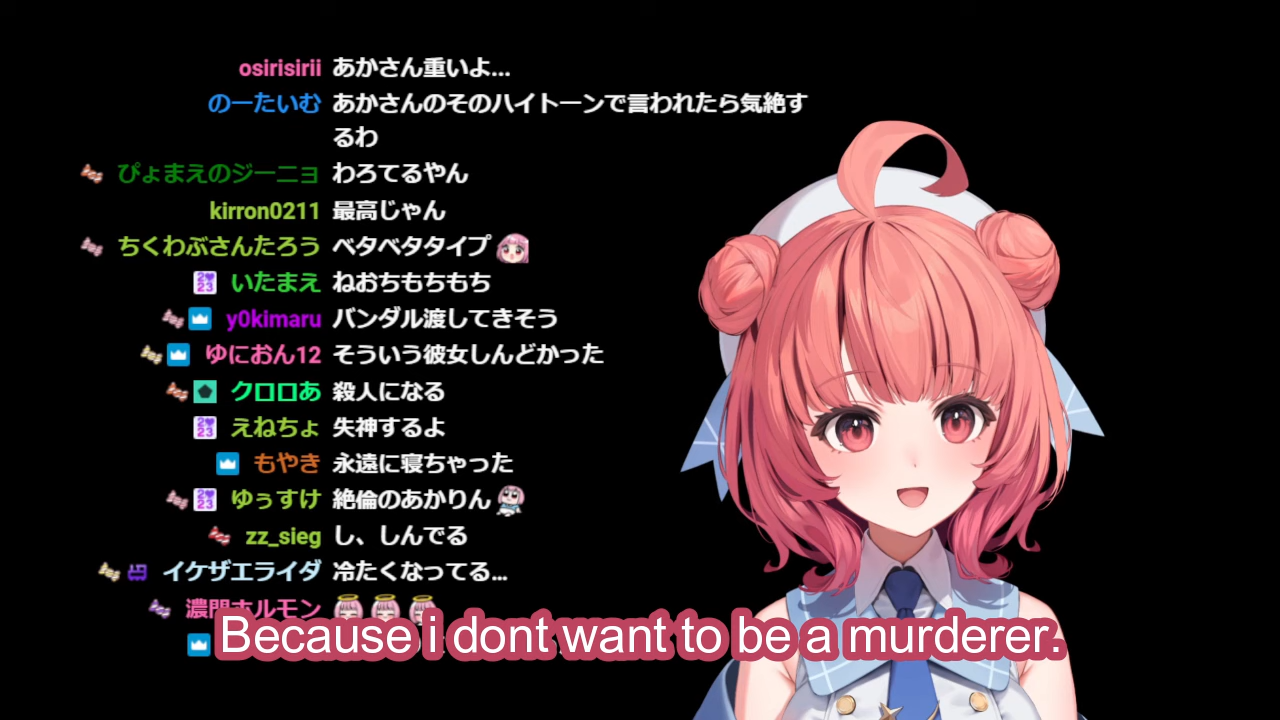 osirisirii あかさん重いよ...
のーたいむ あかさんのそのハイトーンで言われたら気絶す
るわ
ぴょまえのジーニョ わろてるやん
kirron0211 最高じゃん
ちくわぶさんたろう ベタベタタイプ
いたまえ ねおちもちもち
y0kimaru バンダル渡してきそう
ゆにおん12 そういう彼女しんどかった
クロロあ 殺人になる
えねちょ 失神するよ
もやき 永遠に寝ちゃった
ゆぅすけ 絶倫のあかりん
zz_sieg し、しんでる
イケザエライダ 冷たくなってる...
濃門ホルモン
Because i dont want to be a murderer.